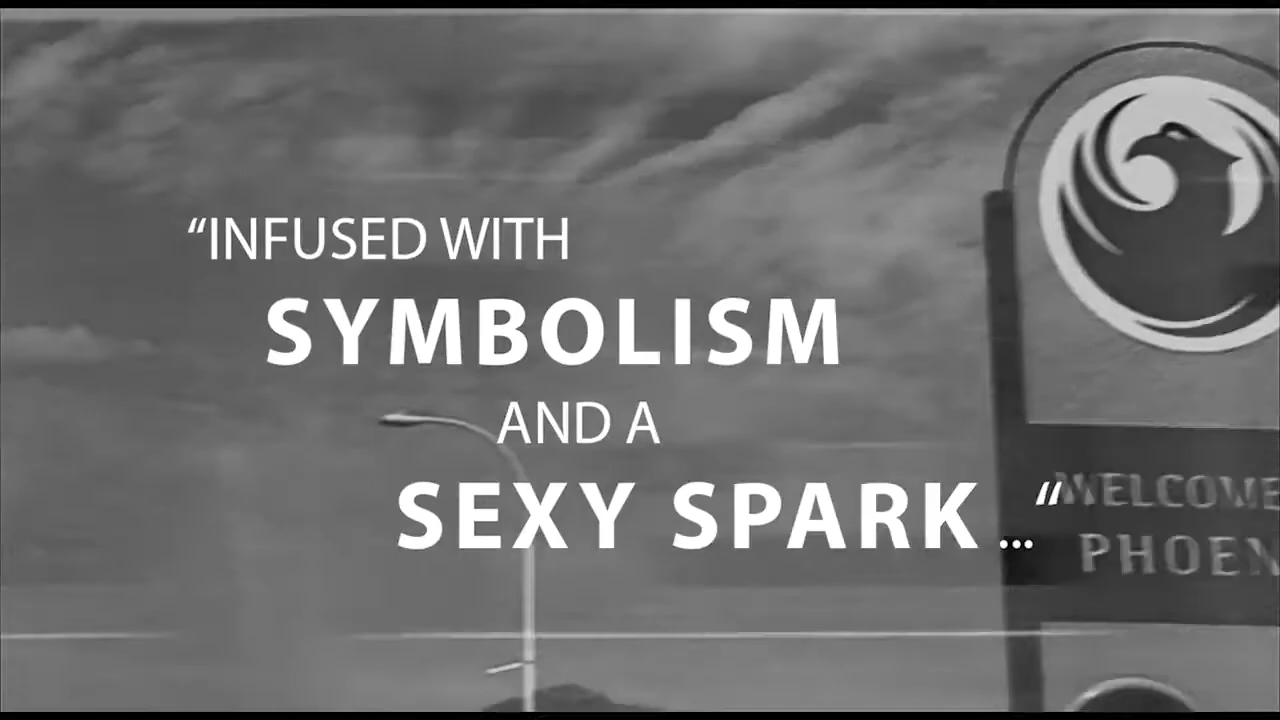 “INFUSED WITH
SYMBOLISM
AND A
SEXY SPARK ...“
WELCOME
PHOEN